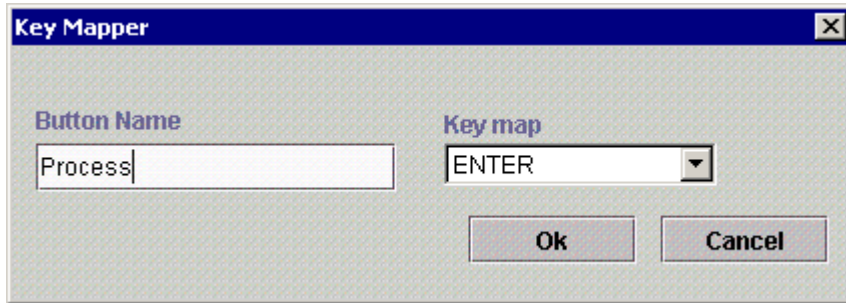 Key Mapper
Button Name
Key map
Process
ENTER
Ok
Cancel